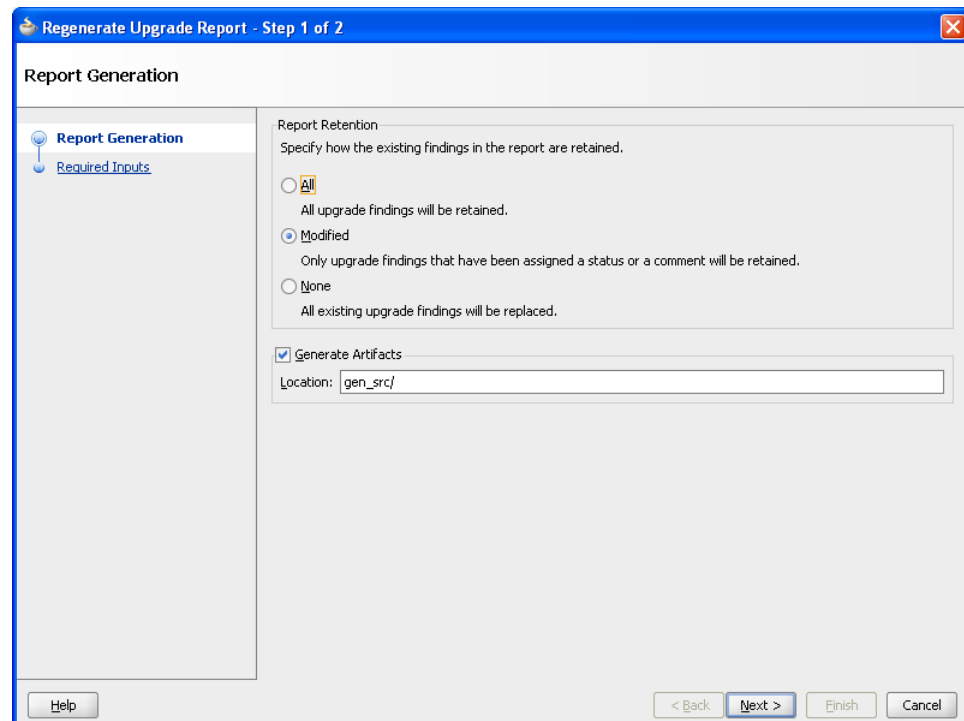 Regenerate Upgrade Report - Step 1 of 2
Report Generation
Report Generation
Required Inputs
Report Retention
Specify how the existing findings in the report are retained.
All
All upgrade findings will be retained.
Modified
Only upgrade findings that have been assigned a status or a comment will be retained.
None
All existing upgrade findings will be replaced.
Generate Artifacts
Location: gen_src/
Help
< Back
Next >
Finish
Cancel